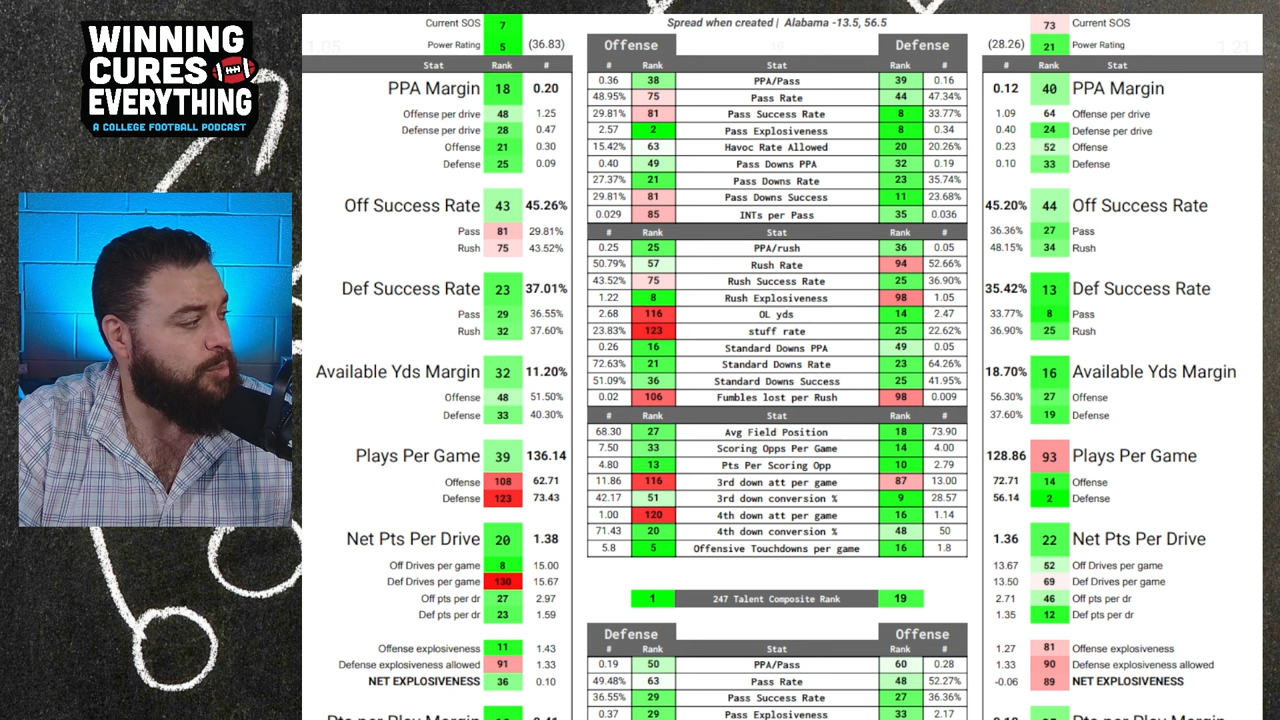 WINNING
CURES
EVERYTHING
A COLLEGE FOOTBALL PODCAST
Spread when created | Alabama -13.5, 56.5
Current SOS 7
Power Rating 5 (36.83)
Stat Rank #
PPA Margin 18 0.20
Offense per drive 48 1.25
Defense per drive 28 0.47
Offense 21 0.30
Defense 25 0.09
Off Success Rate 43 45.26%
Pass 81 29.81%
Rush 75 43.52%
Def Success Rate 23 37.01%
Pass 29 36.55%
Rush 32 37.60%
Available Yds Margin 32 11.20%
Offense 48 51.50%
Defense 33 40.30%
Plays Per Game 39 136.14
Offense 108 62.71
Defense 123 73.43
Net Pts Per Drive 20 1.38
Off Drives per game 8 15.00
Def Drives per game 130 15.67
Off pts per dr 27 2.97
Def pts per dr 23 1.59
Offense explosiveness 11 1.43
Defense explosiveness allowed 91 1.33
NET EXPLOSIVENESS 36 0.10
Offense Defense
# Rank Stat Rank #
0.36 38 PPA/Pass 39 0.16
48.95% 75 Pass Rate 44 47.34%
29.81% 81 Pass Success Rate 8 33.77%
2.57 2 Pass Explosiveness 8 0.34
15.42% 63 Havoc Rate Allowed 20 20.26%
0.40 49 Pass Downs PPA 32 0.19
27.37% 21 Pass Downs Rate 23 35.74%
29.81% 81 Pass Downs Success 11 23.68%
0.029 85 INTs per Pass 35 0.036
# Rank Stat Rank #
0.25 25 PPA/rush 36 0.05
50.79% 57 Rush Rate 94 52.66%
43.52% 75 Rush Success Rate 25 36.90%
1.22 8 Rush Explosiveness 98 1.05
2.68 116 OL yds 14 2.47
23.83% 123 stuff rate 25 22.62%
0.26 16 Standard Downs PPA 49 0.05
72.63% 21 Standard Downs Rate 23 64.26%
51.09% 36 Standard Downs Success 25 41.95%
0.02 106 Fumbles lost per Rush 98 0.009
# Rank Stat Rank #
68.30 27 Avg Field Position 18 73.90
7.50 33 Scoring Opps Per Game 14 4.00
4.80 13 Pts Per Scoring Opp 10 2.79
11.86 116 3rd down att per game 87 13.00
42.17 51 3rd down conversion % 9 28.57
1.00 120 4th down att per game 16 1.14
71.43 20 4th down conversion % 48 50
5.8 5 Offensive Touchdowns per game 16 1.8
1 247 Talent Composite Rank 19
Defense Offense
# Rank Stat Rank #
0.19 50 PPA/Pass 60 0.28
49.48% 63 Pass Rate 48 52.27%
36.55% 29 Pass Success Rate 27 36.36%
0.37 29 Pass Explosiveness 33 2.17
73 Current SOS
(28.26) 21 Power Rating
# Rank Stat
0.12 40 PPA Margin
1.09 64 Offense per drive
0.40 24 Defense per drive
0.23 52 Offense
0.10 33 Defense
45.20% 44 Off Success Rate
36.36% 27 Pass
48.15% 34 Rush
35.42% 13 Def Success Rate
33.77% 8 Pass
36.90% 25 Rush
18.70% 16 Available Yds Margin
56.30% 27 Offense
37.60% 19 Defense
128.86 93 Plays Per Game
72.71 14 Offense
56.14 2 Defense
1.36 22 Net Pts Per Drive
13.67 52 Off Drives per game
13.50 69 Def Drives per game
2.71 46 Off pts per dr
1.35 12 Def pts per dr
1.27 81 Offense explosiveness
1.33 90 Defense explosiveness allowed
-0.06 89 NET EXPLOSIVENESS